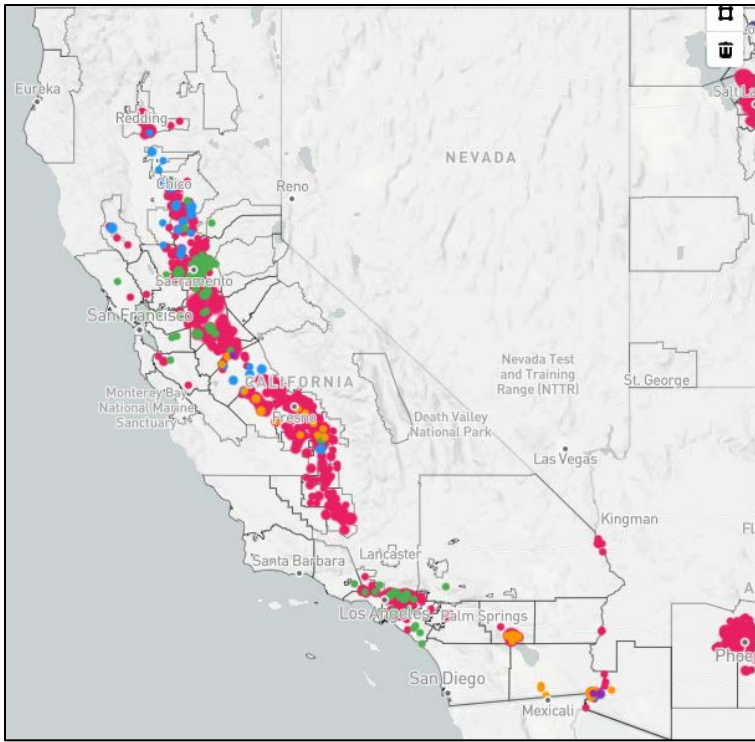 Eureka
Redding
Salt La
NEVADA
Chico
Reno
Sacramento
San Francisco
CALIFORNIA
Nevada Test
and Training
Range (NTTR)
St. George
Monterey Bay
National Marine
Sanctuary
Fresno
Death Valley
National Park
Las Vegas
Kingman
Fl
Lancaster
Santa Barbara
A
Los Angeles
Palm Springs
Phoe
San Diego
Mexicali